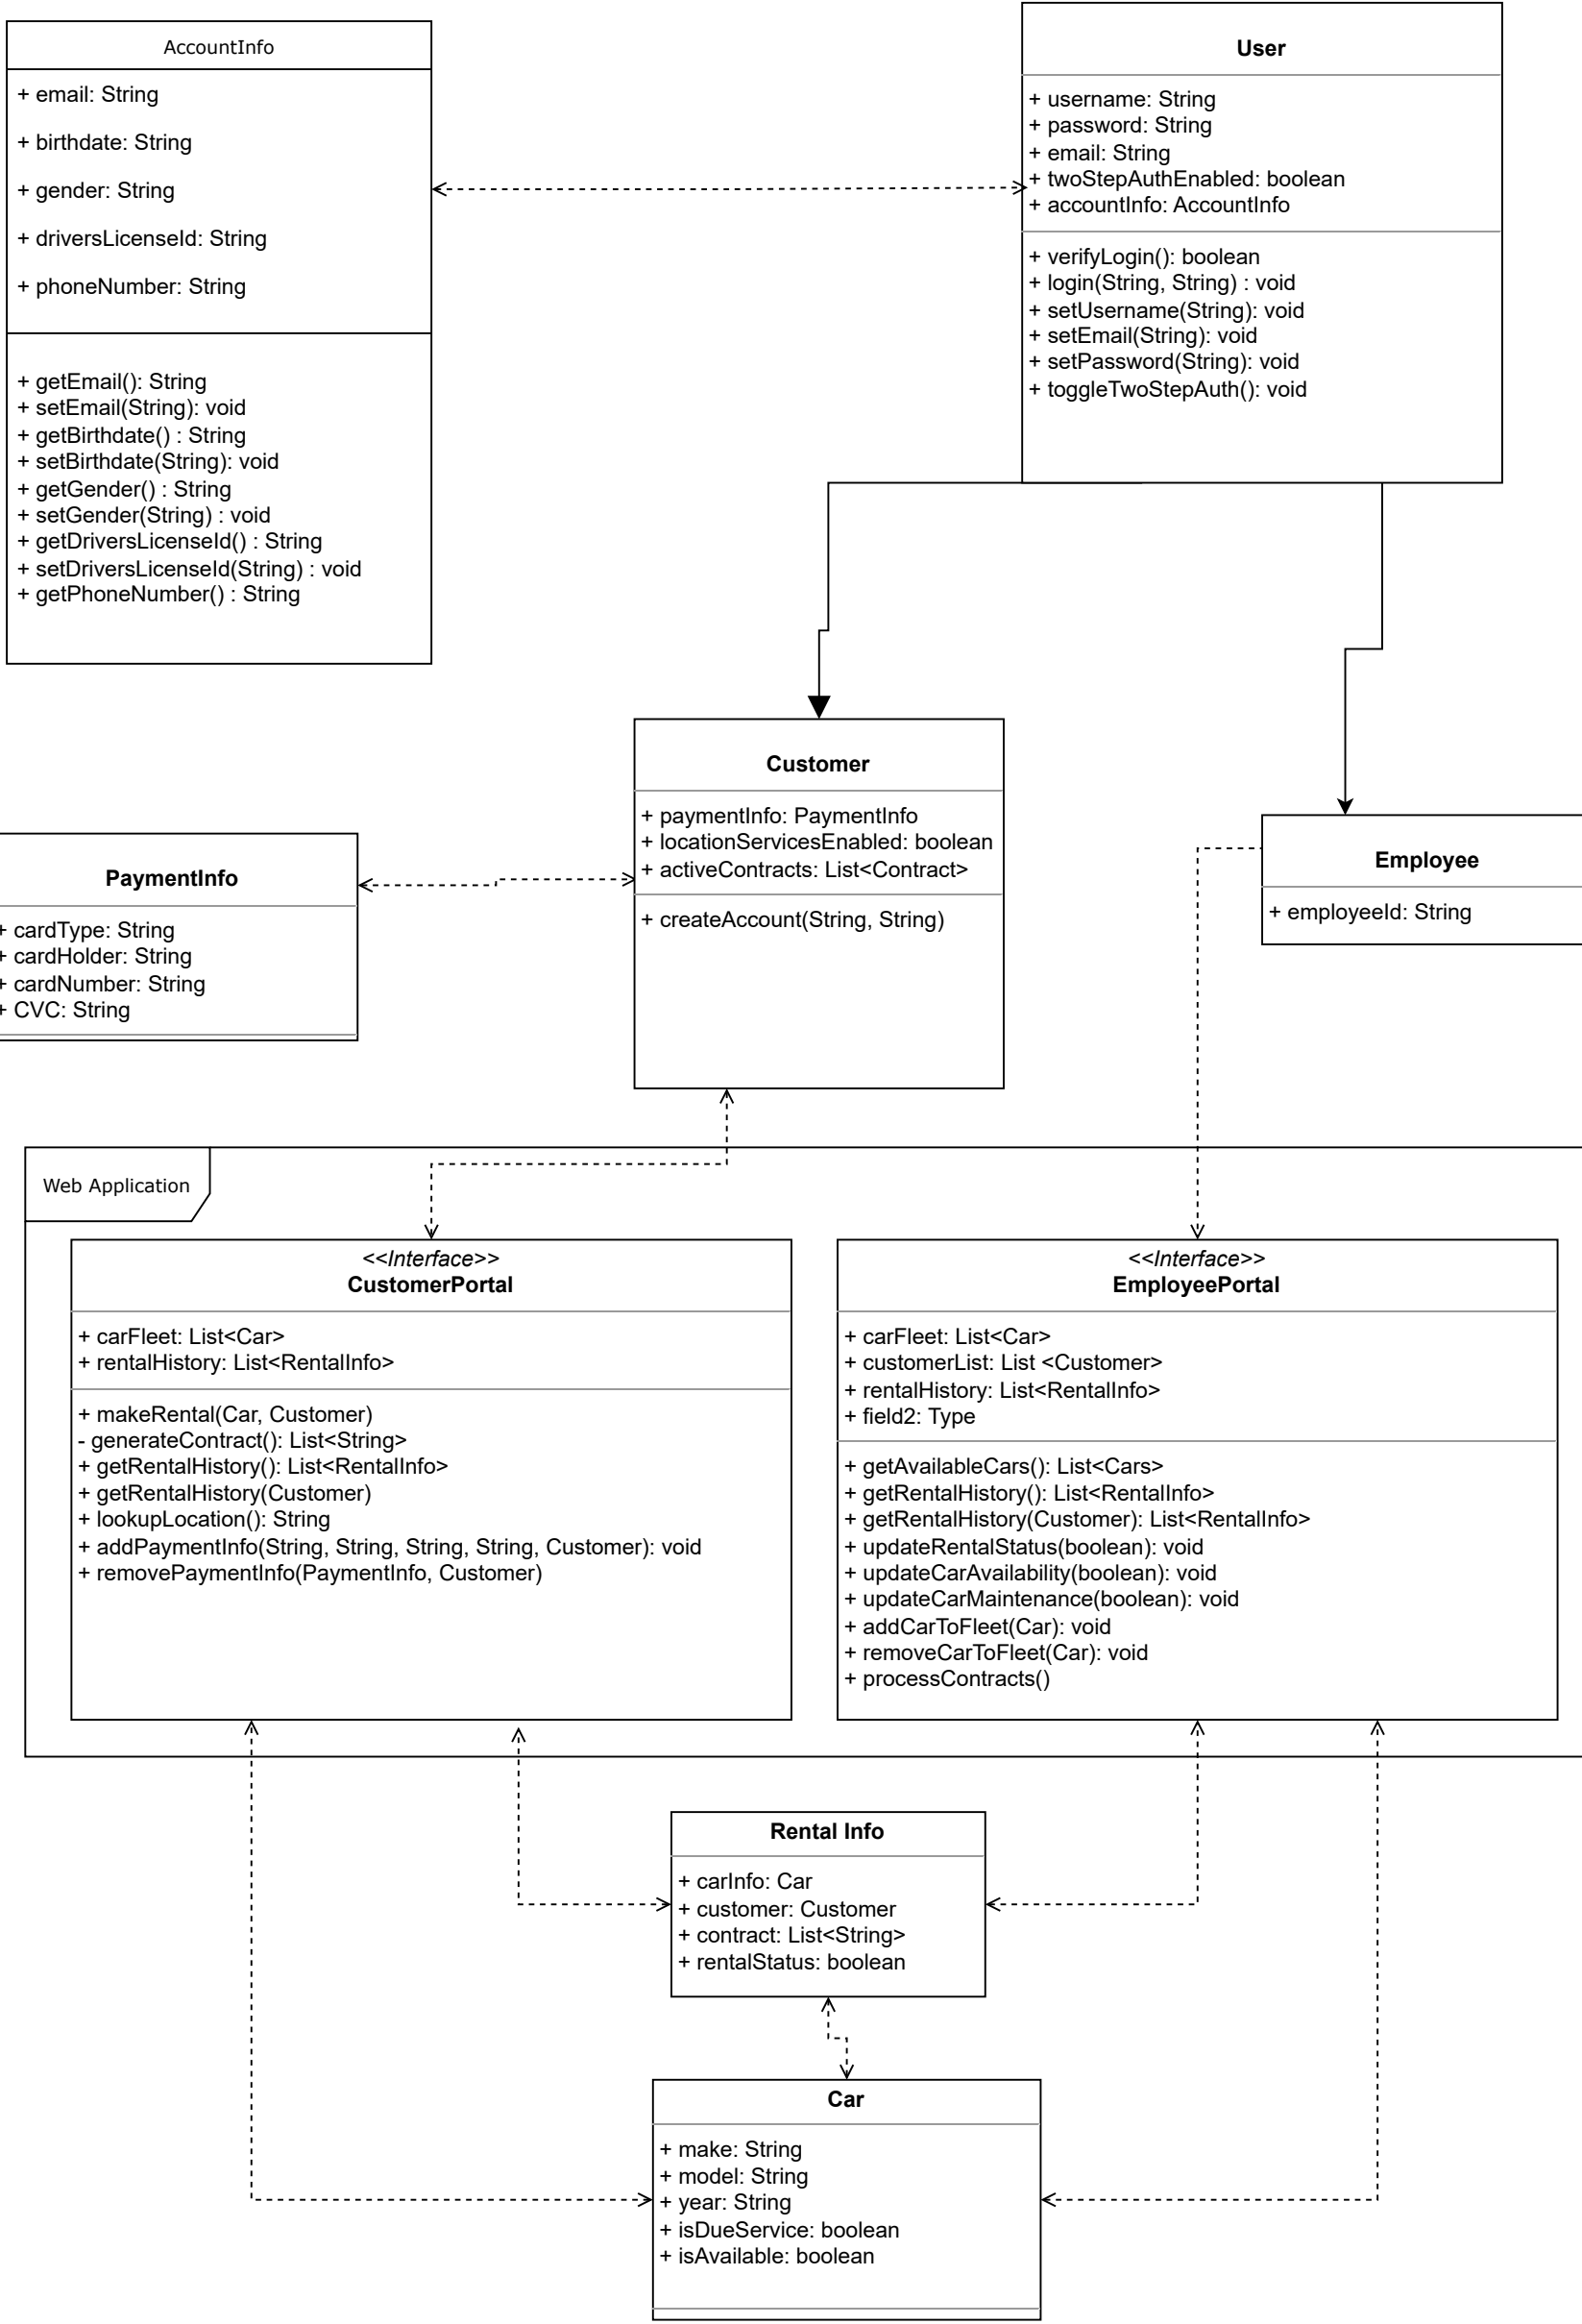 AccountInfo
+ email: String
+ birthdate: String
+ gender: String
+ driversLicenseId: String
+ phoneNumber: String
+ getEmail(): String
+ setEmail(String): void
+ getBirthdate() : String
+ setBirthdate(String): void
+ getGender() : String
+ setGender(String) : void
+ getDriversLicenseId() : String
+ setDriversLicenseId(String) : void
+ getPhoneNumber() : String
User
+ username: String
+ password: String
+ email: String
+ twoStepAuthEnabled: boolean
+ accountInfo: AccountInfo
+ verifyLogin(): boolean
+ login(String, String) : void
+ setUsername(String): void
+ setEmail(String): void
+ setPassword(String): void
+ toggleTwoStepAuth(): void
Customer
+ paymentInfo: PaymentInfo
+ locationServicesEnabled: boolean
+ activeContracts: List<Contract>
+ createAccount(String, String)
Employee
+ employeeId: String
PaymentInfo
+ cardType: String
+ cardHolder: String
+ cardNumber: String
+ CVC: String
Web Application
<<Interface>>
CustomerPortal
+ carFleet: List<Car>
+ rentalHistory: List<RentalInfo>
+ makeRental(Car, Customer)
- generateContract(): List<String>
+ getRentalHistory(): List<RentalInfo>
+ getRentalHistory(Customer)
+ lookupLocation(): String
+ addPaymentInfo(String, String, String, String, Customer): void
+ removePaymentInfo(PaymentInfo, Customer)
<<Interface>>
EmployeePortal
+ carFleet: List<Car>
+ customerList: List <Customer>
+ rentalHistory: List<RentalInfo>
+ field2: Type
+ getAvailableCars(): List<Cars>
+ getRentalHistory(): List<RentalInfo>
+ getRentalHistory(Customer): List<RentalInfo>
+ updateRentalStatus(boolean): void
+ updateCarAvailability(boolean): void
+ updateCarMaintenance(boolean): void
+ addCarToFleet(Car): void
+ removeCarToFleet(Car): void
+ processContracts()
Rental Info
+ carInfo: Car
+ customer: Customer
+ contract: List<String>
+ rentalStatus: boolean
Car
+ make: String
+ model: String
+ year: String
+ isDueService: boolean
+ isAvailable: boolean